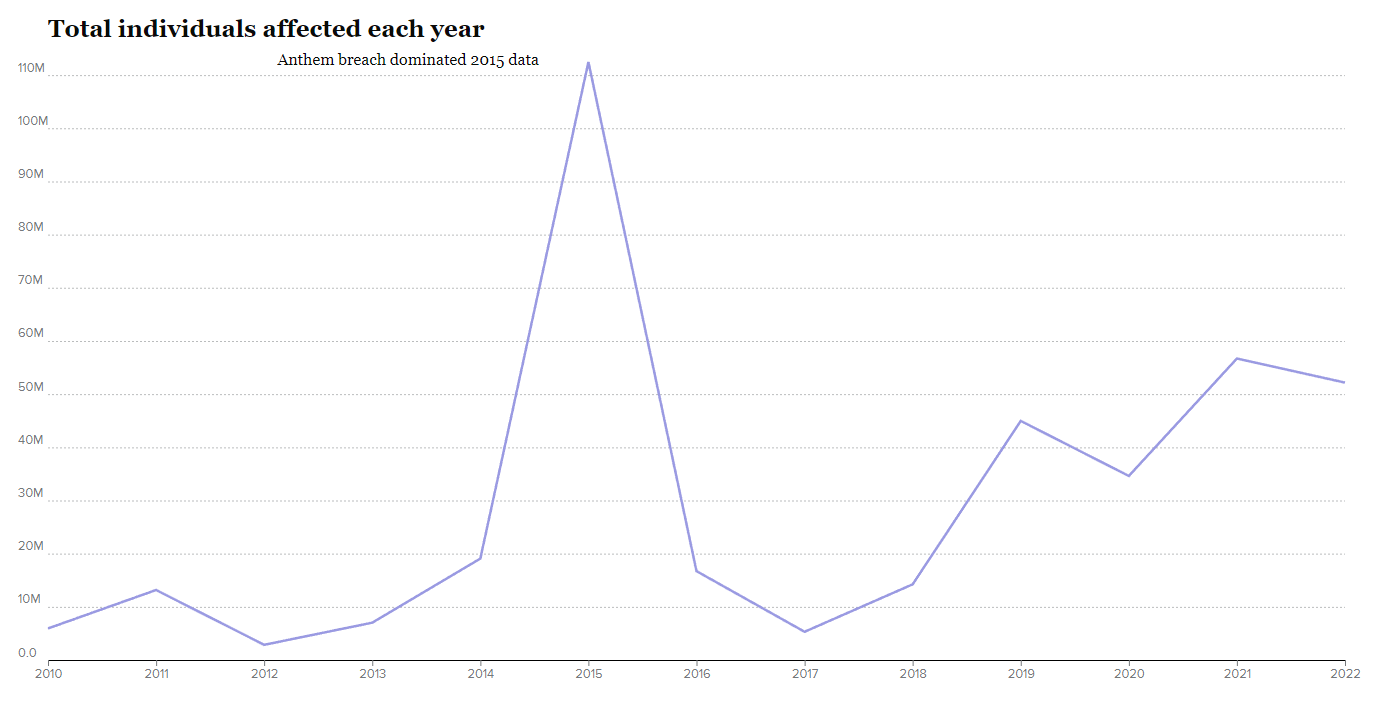 Total individuals affected each year
Anthem breach dominated 2015 data
110M
100M
90M
80M
70M
60M
50M
40M
30M
20M
10M
0.0
2010 2011 2012 2013 2014 2015 2016 2017 2018 2019 2020 2021 2022